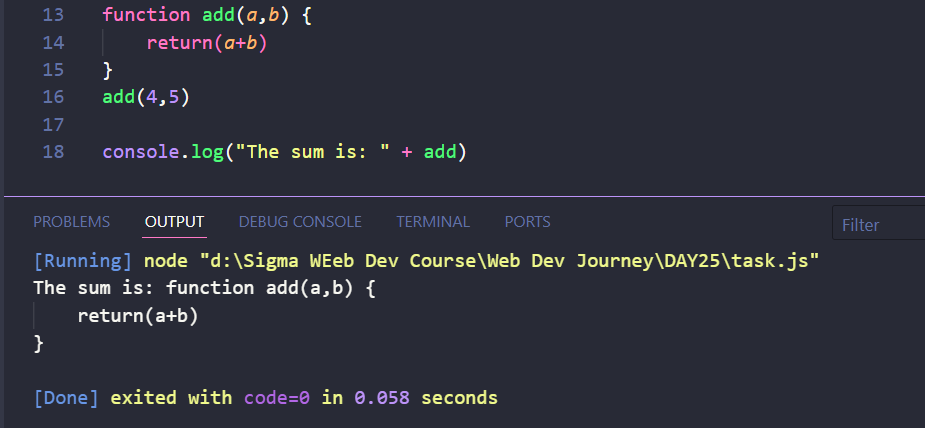 13 function add(a,b) {
14     return(a+b)
15 }
16 add(4,5)
17
18 console.log("The sum is: " + add)
PROBLEMS OUTPUT DEBUG CONSOLE TERMINAL PORTS Filter
[Running] node "d:\Sigma WEeb Dev Course\Web Dev Journey\DAY25\task.js"
The sum is: function add(a,b) {
    return(a+b)
}
[Done] exited with code=0 in 0.058 seconds